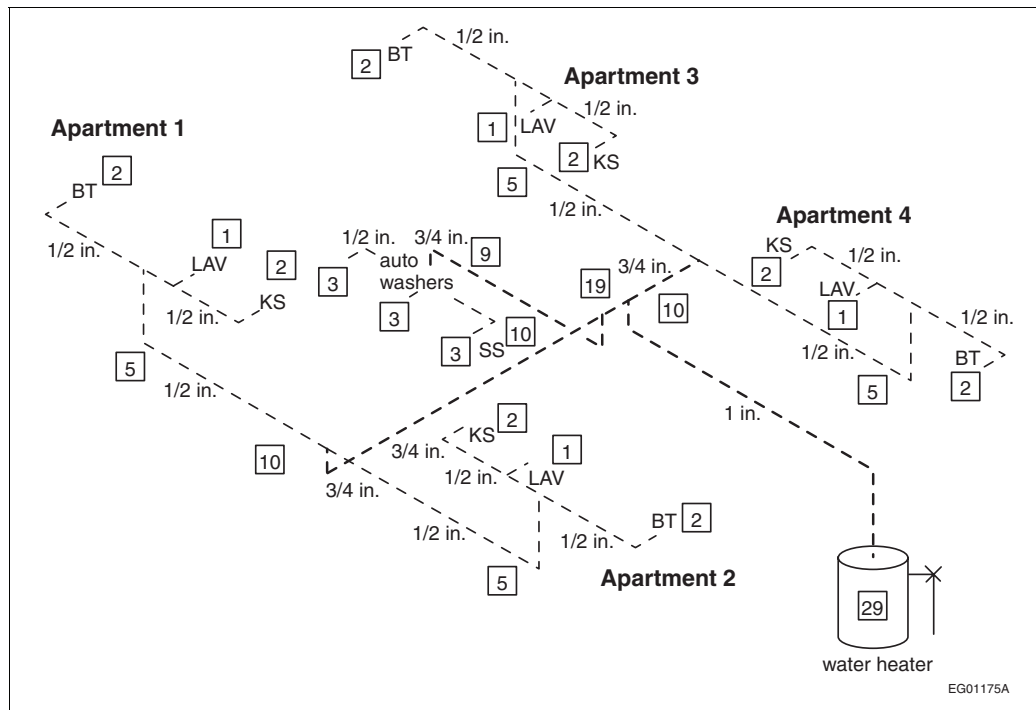 1/2 in.
BT
2
Apartment 3
1/2 in.
1
LAV
2
KS
5
1/2 in.
Apartment 1
2
BT
1/2 in.
1
LAV
2
KS
1/2 in.
5
1/2 in.
1/2 in.
3/4 in.
9
auto
washers
3
3
3
SS
10
19
3/4 in.
10
Apartment 4
KS
2
1/2 in.
LAV
1
1/2 in.
1/2 in.
BT
2
5
1 in.
10
3/4 in.
3/4 in.
KS
2
1
LAV
1/2 in.
1/2 in.
BT
2
1/2 in.
5
Apartment 2
29
water heater
EG01175A